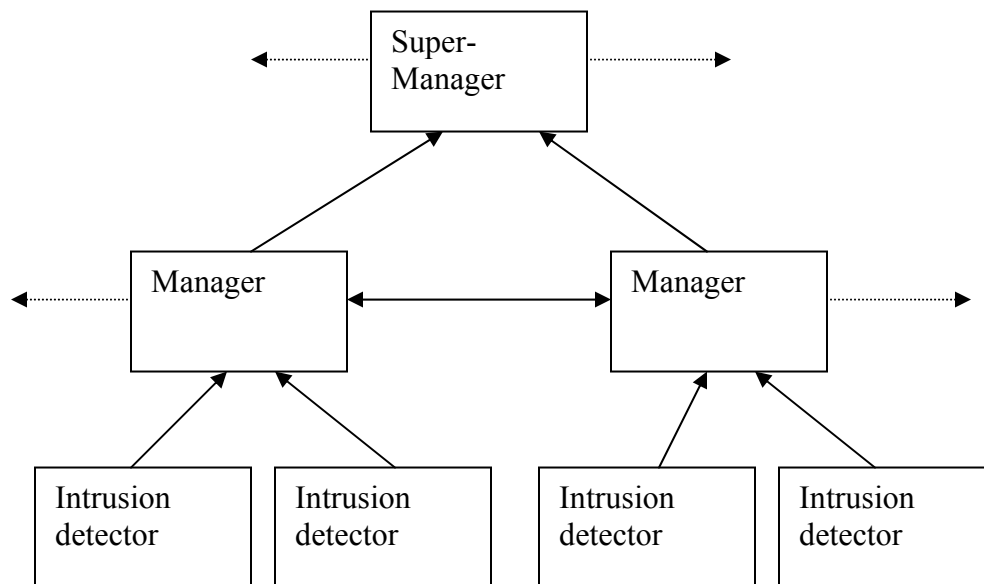 Super-
Manager
Manager
Manager
Intrusion
detector
Intrusion
detector
Intrusion
detector
Intrusion
detector